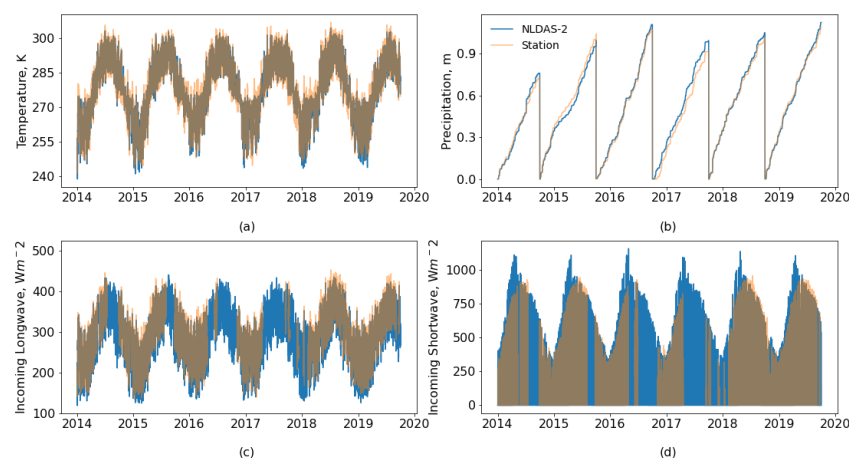 Temperature, K
300
285
270
255
240
2014 2015 2016 2017 2018 2019 2020
(a)
Precipitation, m
0.9
0.6
0.3
0.0
NLDAS-2
Station
2014 2015 2016 2017 2018 2019 2020
(b)
Incoming Longwave, Wm⁻2
500
400
300
200
100
2014 2015 2016 2017 2018 2019 2020
(c)
Incoming Shortwave, Wm⁻2
1000
750
500
250
0
2014 2015 2016 2017 2018 2019 2020
(d)